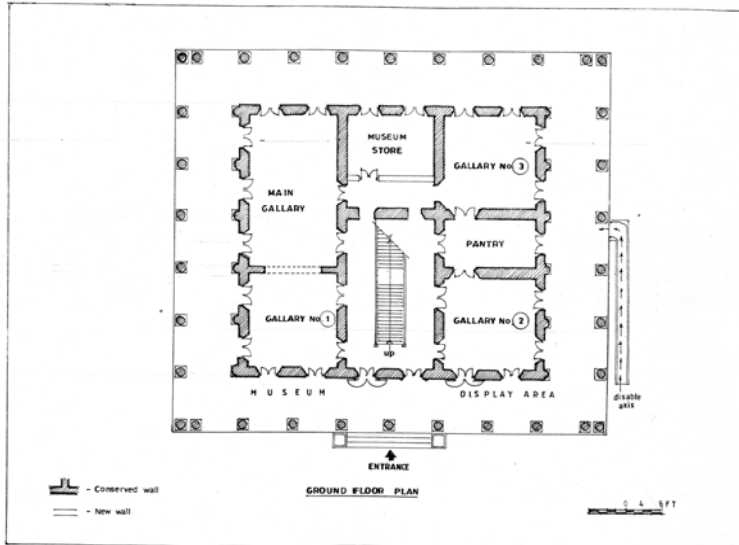 MUSEUM
STORE
GALLARY No 3
MAIN
GALLARY
PANTRY
GALLARY No 1
GALLARY No 2
up
MUSEUM
DISPLAY AREA
disable
axis
ENTRANCE
GROUND FLOOR PLAN
- Conserved wall
- New wall
0 4 8FT